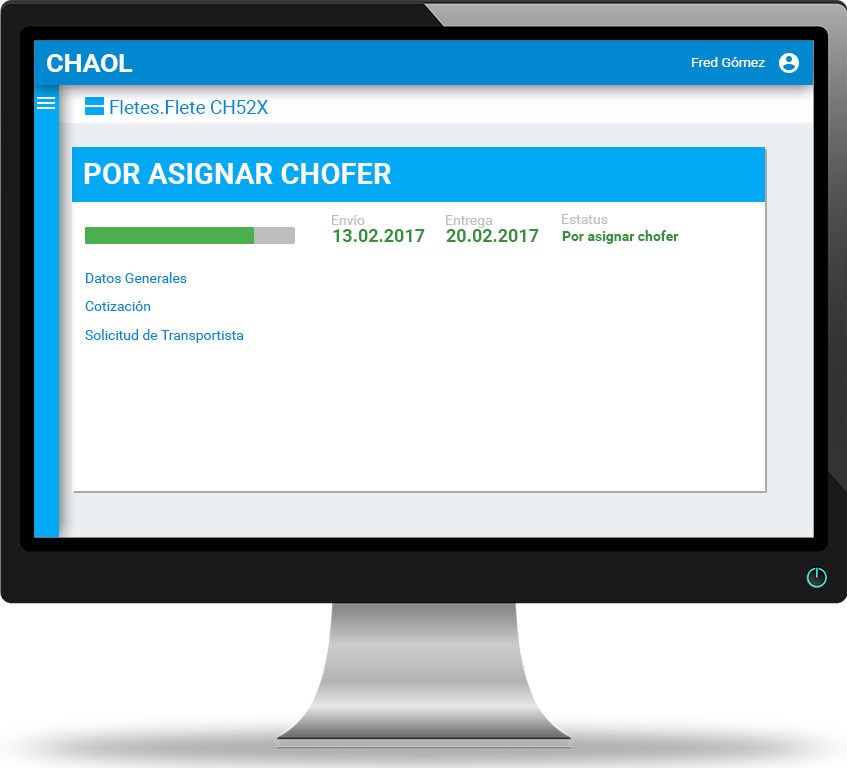 CHAOL
Fred Gómez
Fletes.Flete CH52X
POR ASIGNAR CHOFER
Envío
13.02.2017
Entrega
20.02.2017
Estatus
Por asignar chofer
Datos Generales
Cotización
Solicitud de Transportista